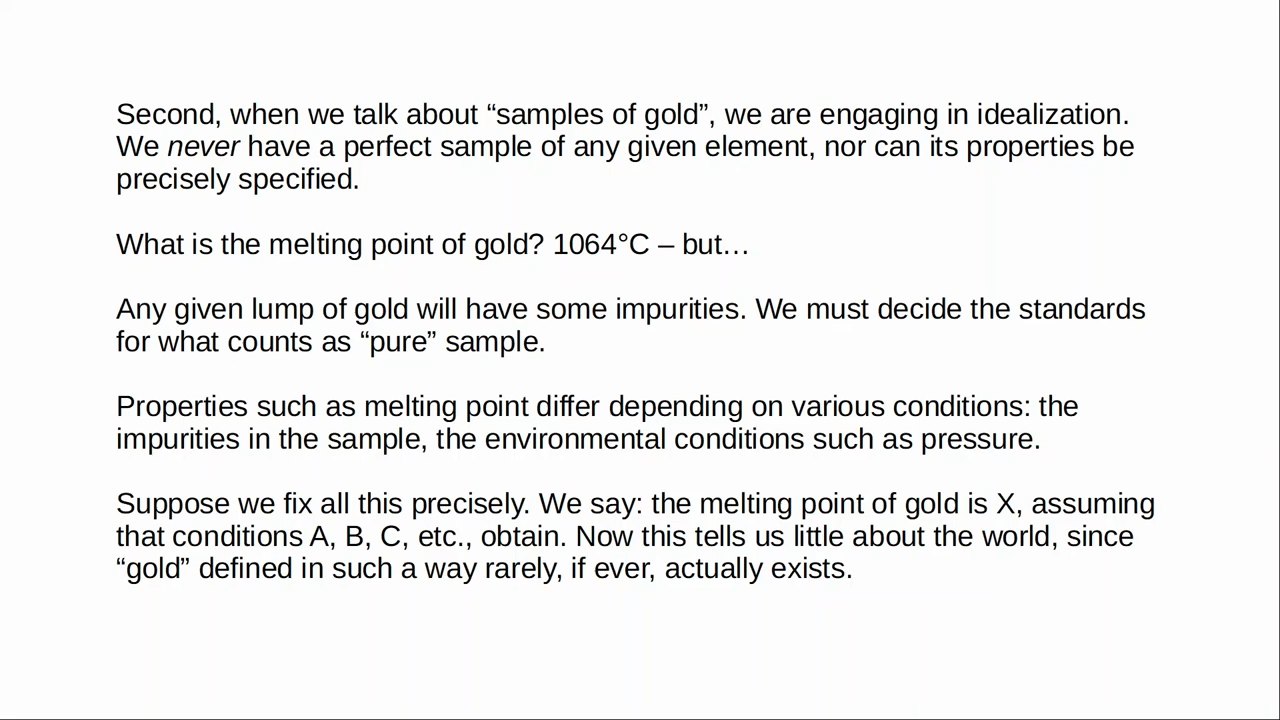 Second, when we talk about “samples of gold”, we are engaging in idealization.
We never have a perfect sample of any given element, nor can its properties be
precisely specified.
What is the melting point of gold? 1064°C – but…
Any given lump of gold will have some impurities. We must decide the standards
for what counts as “pure” sample.
Properties such as melting point differ depending on various conditions: the
impurities in the sample, the environmental conditions such as pressure.
Suppose we fix all this precisely. We say: the melting point of gold is X, assuming
that conditions A, B, C, etc., obtain. Now this tells us little about the world, since
“gold” defined in such a way rarely, if ever, actually exists.